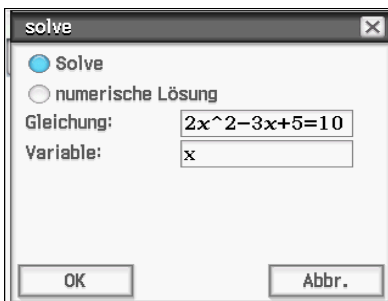 solve
Solve
numerische Lösung
Gleichung: 2x^2-3x+5=10
Variable: x
OK Abbr.